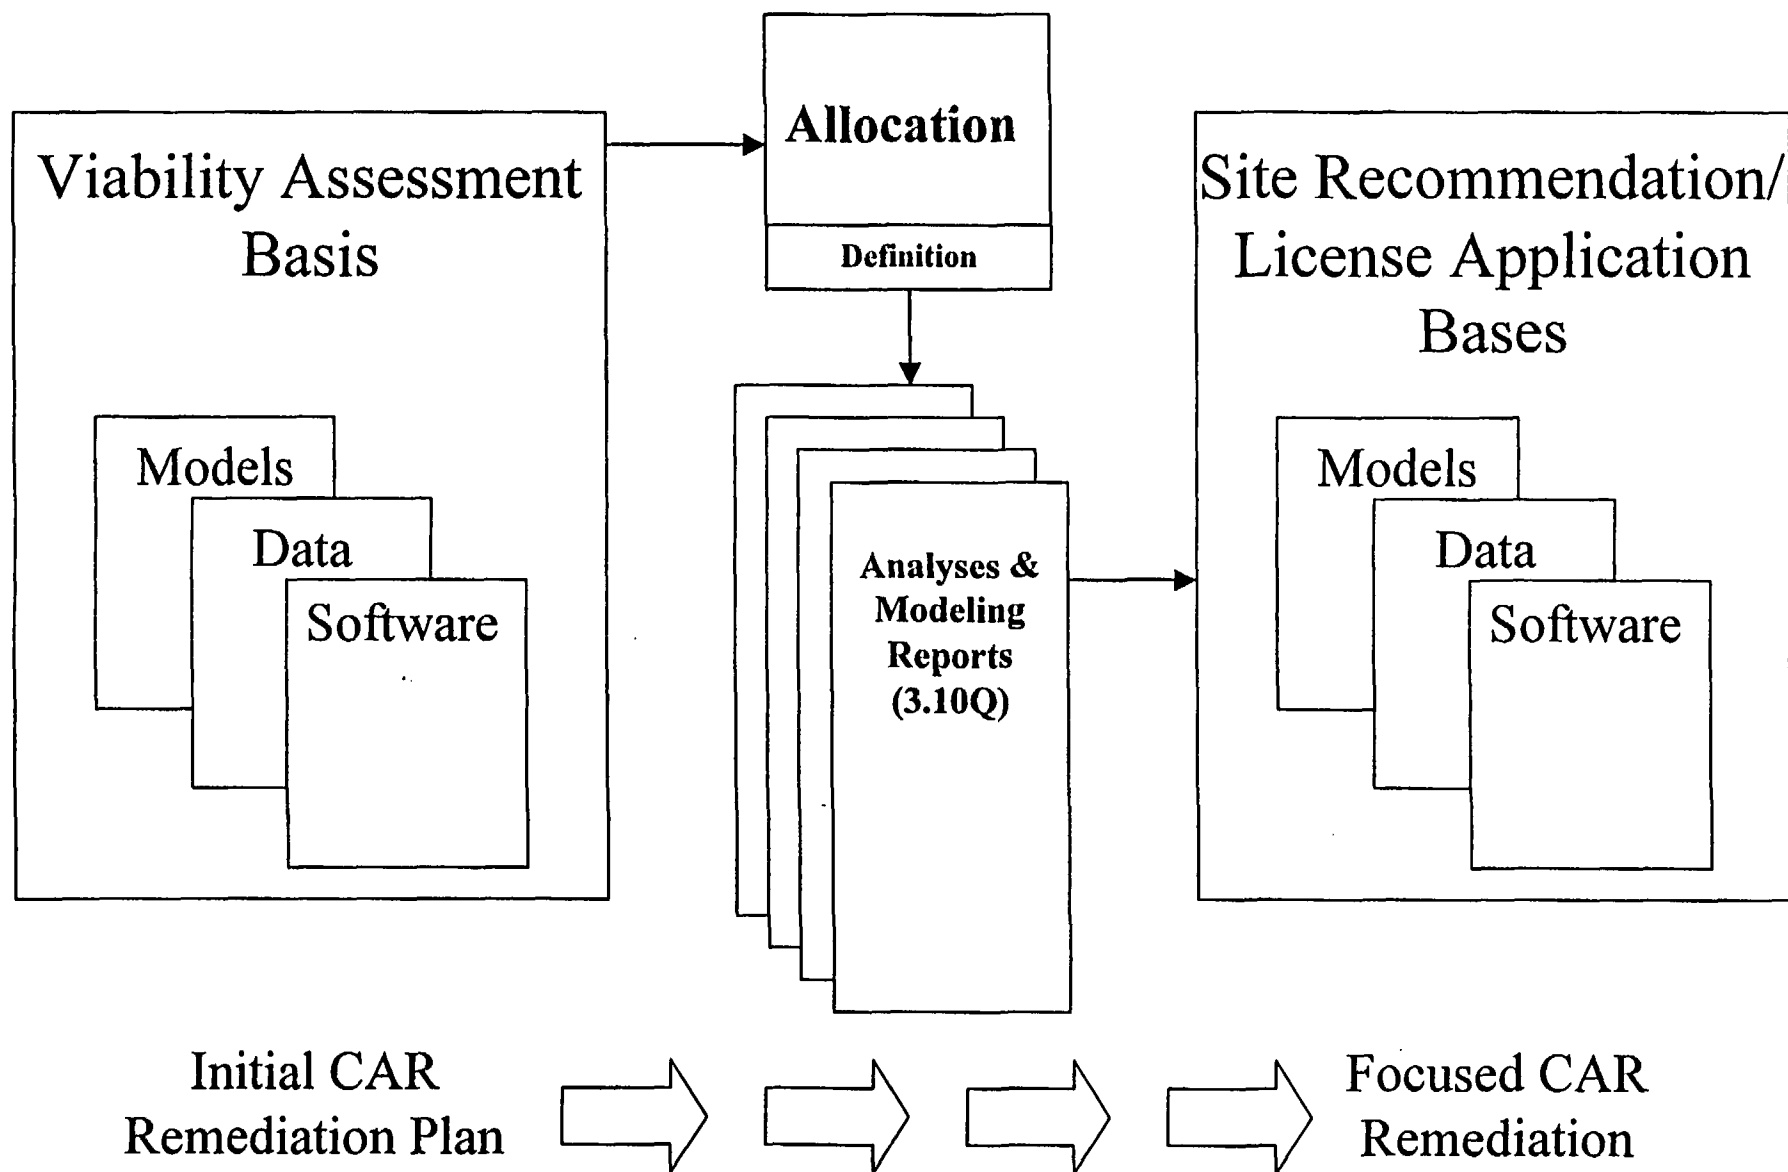 Viability Assessment
Basis
Models
Data
Software
Allocation
Definition
Analyses &
Modeling
Reports
(3.10Q)
Site Recommendation/
License Application
Bases
Models
Data
Software
Initial CAR
Remediation Plan
Focused CAR
Remediation